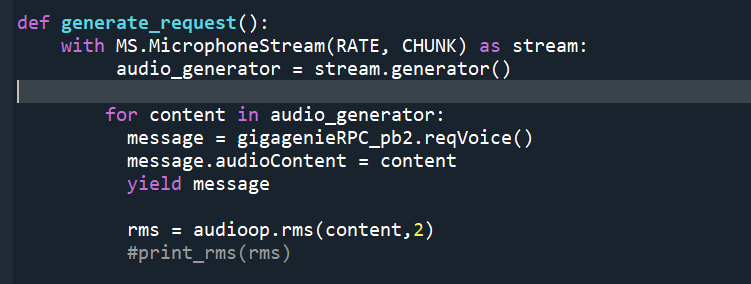 def generate_request():
    with MS.MicrophoneStream(RATE, CHUNK) as stream:
         audio_generator = stream.generator()

        for content in audio_generator:
          message = gigagenieRPC_pb2.reqVoice()
          message.audioContent = content
          yield message

          rms = audioop.rms(content,2)
          #print_rms(rms)